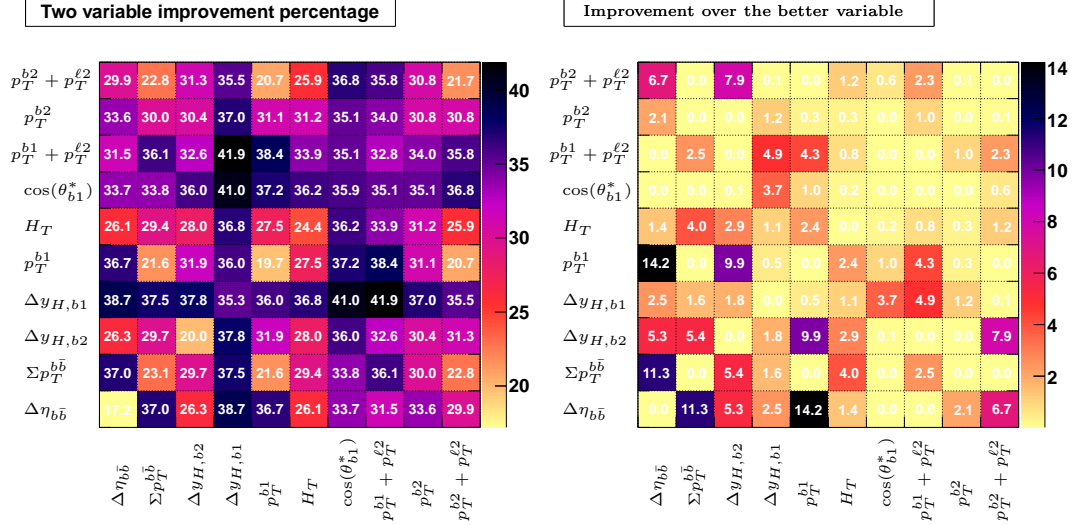 Two variable improvement percentage
p_T^{b2} + p_T^{ℓ2} 29.9 22.8 31.3 35.5 20.7 25.9 36.8 35.8 30.8 21.7
p_T^{b2} 33.6 30.0 30.4 37.0 31.1 31.2 35.1 34.0 30.8 30.8
p_T^{b1} + p_T^{ℓ2} 31.5 36.1 32.6 41.9 38.4 33.9 35.1 32.8 34.0 35.8
cos(θ*_{b1}) 33.7 33.8 36.0 41.0 37.2 36.2 35.9 35.1 35.1 36.8
H_T 26.1 29.4 28.0 36.8 27.5 24.4 36.2 33.9 31.2 25.9
p_T^{b1} 36.7 21.6 31.9 36.0 19.7 27.5 37.2 38.4 31.1 20.7
Δy_{H,b1} 38.7 37.5 37.8 35.3 36.0 36.8 41.0 41.9 37.0 35.5
Δy_{H,b2} 26.3 29.7 20.0 37.8 31.9 28.0 36.0 32.6 30.4 31.3
Σp_T^{b\bar{b}} 37.0 23.1 29.7 37.5 21.6 29.4 33.8 36.1 30.0 22.8
Δη_{b\bar{b}} 17.2 37.0 26.3 38.7 36.7 26.1 33.7 31.5 33.6 29.9
Δη_{b\bar{b}} Σp_T^{b\bar{b}} Δy_{H,b2} Δy_{H,b1} p_T^{b1} H_T cos(θ*_{b1}) p_T^{b1} + p_T^{ℓ2} p_T^{b2} p_T^{b2} + p_T^{ℓ2}
40
35
30
25
20
Improvement over the better variable
p_T^{b2} + p_T^{ℓ2} 6.7 0.0 7.9 0.1 0.0 1.2 0.6 2.3 0.1 0.0
p_T^{b2} 2.1 0.0 0.0 1.2 0.3 0.3 0.0 1.0 0.0 0.1
p_T^{b1} + p_T^{ℓ2} 0.0 2.5 0.0 4.9 4.3 0.8 0.0 0.0 1.0 2.3
cos(θ*_{b1}) 0.0 0.0 0.1 3.7 1.0 0.2 0.0 0.0 0.0 0.6
H_T 1.4 4.0 2.9 1.1 2.4 0.0 0.2 0.8 0.3 1.2
p_T^{b1} 14.2 0.0 9.9 0.5 0.0 2.4 1.0 4.3 0.3 0.0
Δy_{H,b1} 2.5 1.6 1.8 0.0 0.5 1.1 3.7 4.9 1.2 0.1
Δy_{H,b2} 5.3 5.4 0.0 1.8 9.9 2.9 0.1 0.0 0.0 7.9
Σp_T^{b\bar{b}} 11.3 0.0 5.4 1.6 0.0 4.0 0.0 2.5 0.0 0.0
Δη_{b\bar{b}} 0.0 11.3 5.3 2.5 14.2 1.4 0.0 0.0 2.1 6.7
Δη_{b\bar{b}} Σp_T^{b\bar{b}} Δy_{H,b2} Δy_{H,b1} p_T^{b1} H_T cos(θ*_{b1}) p_T^{b1} + p_T^{ℓ2} p_T^{b2} p_T^{b2} + p_T^{ℓ2}
14
12
10
8
6
4
2